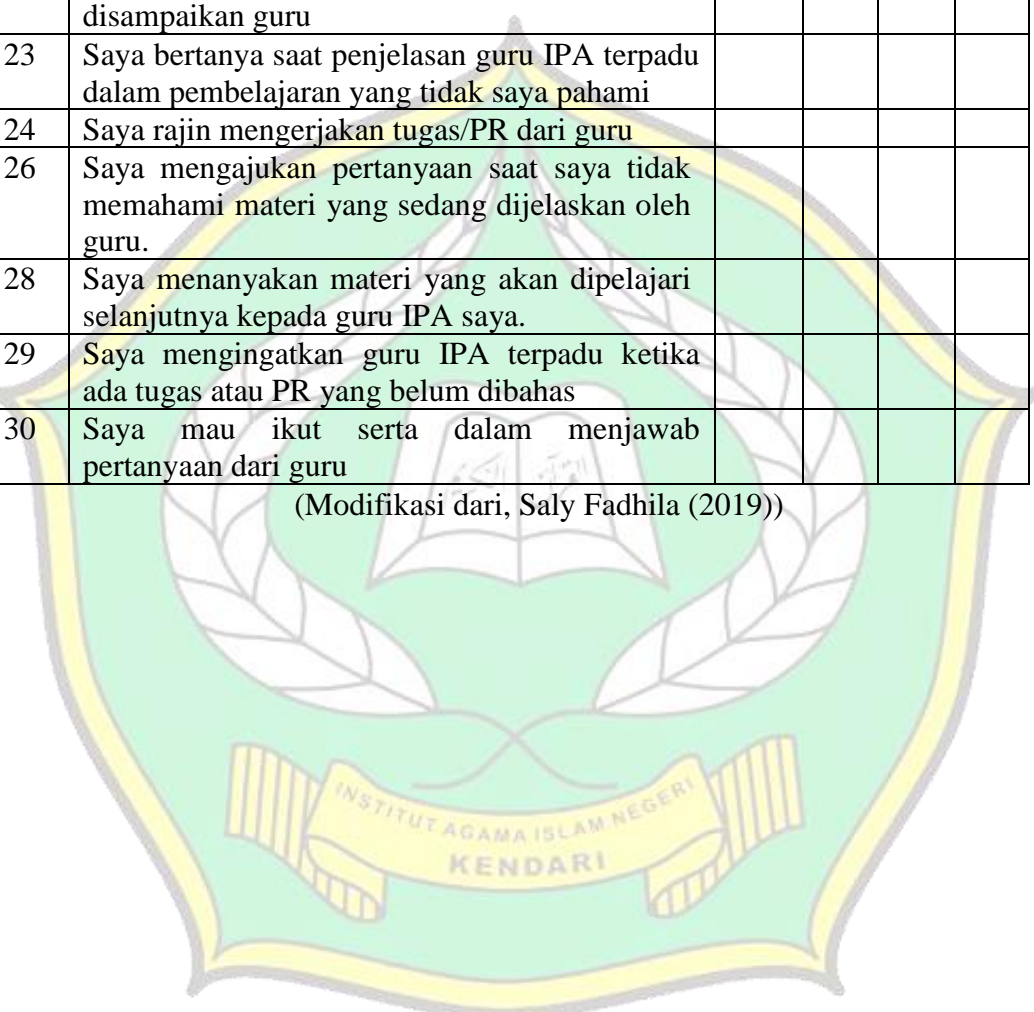 disampaikan guru
23 Saya bertanya saat penjelasan guru IPA terpadu
dalam pembelajaran yang tidak saya pahami
24 Saya rajin mengerjakan tugas/PR dari guru
26 Saya mengajukan pertanyaan saat saya tidak
memahami materi yang sedang dijelaskan oleh
guru.
28 Saya menanyakan materi yang akan dipelajari
selanjutnya kepada guru IPA saya.
29 Saya mengingatkan guru IPA terpadu ketika
ada tugas atau PR yang belum dibahas
30 Saya mau ikut serta dalam menjawab
pertanyaan dari guru
(Modifikasi dari, Saly Fadhila (2019))
INSTITUT AGAMA ISLAM NEGERI
KENDARI